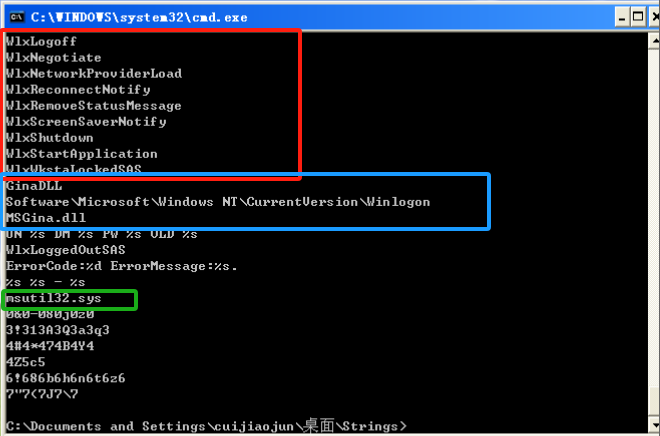 C:\WINDOWS\system32\cmd.exe
WlxLogoff
WlxNegotiate
WlxNetworkProviderLoad
WlxReconnectNotify
WlxRemoveStatusMessage
WlxScreenSaverNotify
WlxShutdown
WlxStartApplication
WlxWkstaLockedSAS
GinaDLL
Software\Microsoft\Windows NT\CurrentVersion\Winlogon
MSGina.dll
UN %s DM %s PW %s OLD %s
WlxLoggedOutSAS
ErrorCode:%d ErrorMessage:%s.
%s %s - %s
msutil32.sys
0&0-080j0z0
3!313A3Q3a3q3
4#4*474B4Y4
4Z5c5
6!686b6h6n6t6z6
7"7(7J7\7
C:\Documents and Settings\cuijiaojun\桌面\Strings>